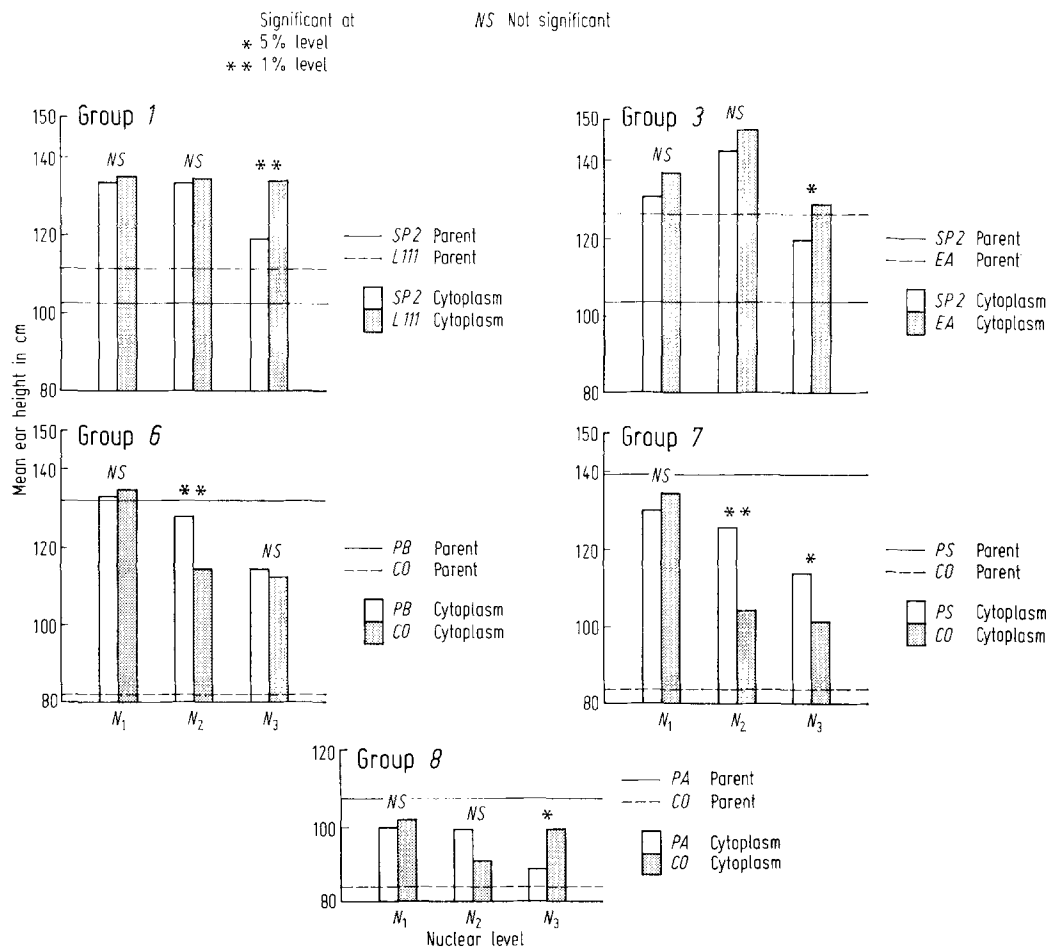 Significant at
* 5% level
** 1% level
NS Not significant
Mean ear height in cm
Group 1
150
140
120
100
80
NS
NS
**
SP2 Parent
L111 Parent
SP2 Cytoplasm
L111 Cytoplasm
Group 3
150
140
120
100
80
NS
NS
*
SP2 Parent
EA Parent
SP2 Cytoplasm
EA Cytoplasm
Group 6
150
140
120
100
80
NS
**
NS
N1
N2
N3
PB Parent
CO Parent
PB Cytoplasm
CO Cytoplasm
Group 7
150
140
120
100
80
NS
**
*
N1
N2
N3
PS Parent
CO Parent
PS Cytoplasm
CO Cytoplasm
Group 8
120
100
80
NS
NS
*
N1
N2
N3
Nuclear level
PA Parent
CO Parent
PA Cytoplasm
CO Cytoplasm